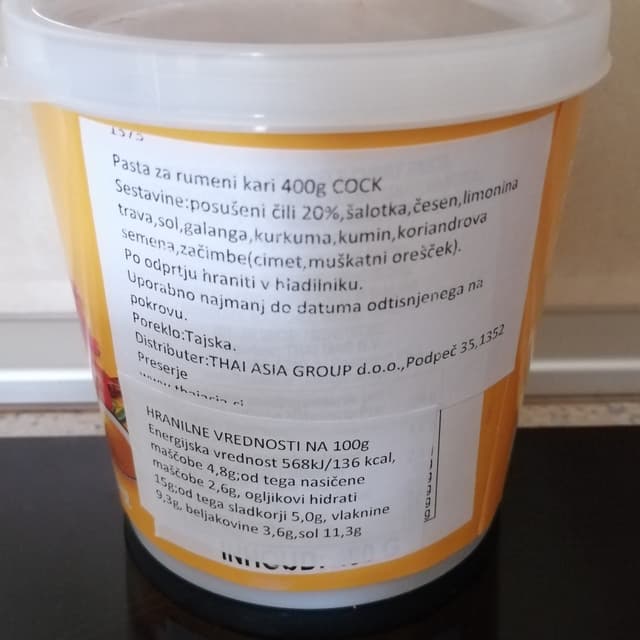 1575
Pasta za rumeni kari 400g COCK
Sestavine:posušeni čili 20%,šalotka,česen,limonina
trava,sol,galanga,kurkuma,kumin,koriandrova
semena,začimbe(cimet,muškatni orešček).
Po odprtju hraniti v hladilniku.
Uporabno najmanj do datuma odtisnjenega na
pokrovu.
Poreklo:Tajska.
Distributer:THAI ASIA GROUP d.o.o.,Podpeč 35,1352
Preserje
HRANILNE VREDNOSTI NA 100g
Energijska vrednost 568kJ/136 kcal,
maščobe 4,8g;od tega nasičene
maščobe 2,6g, ogljikovi hidrati
15g;od tega sladkorji 5,0g, vlaknine
9,3g, beljakovine 3,6g,sol 11,3g